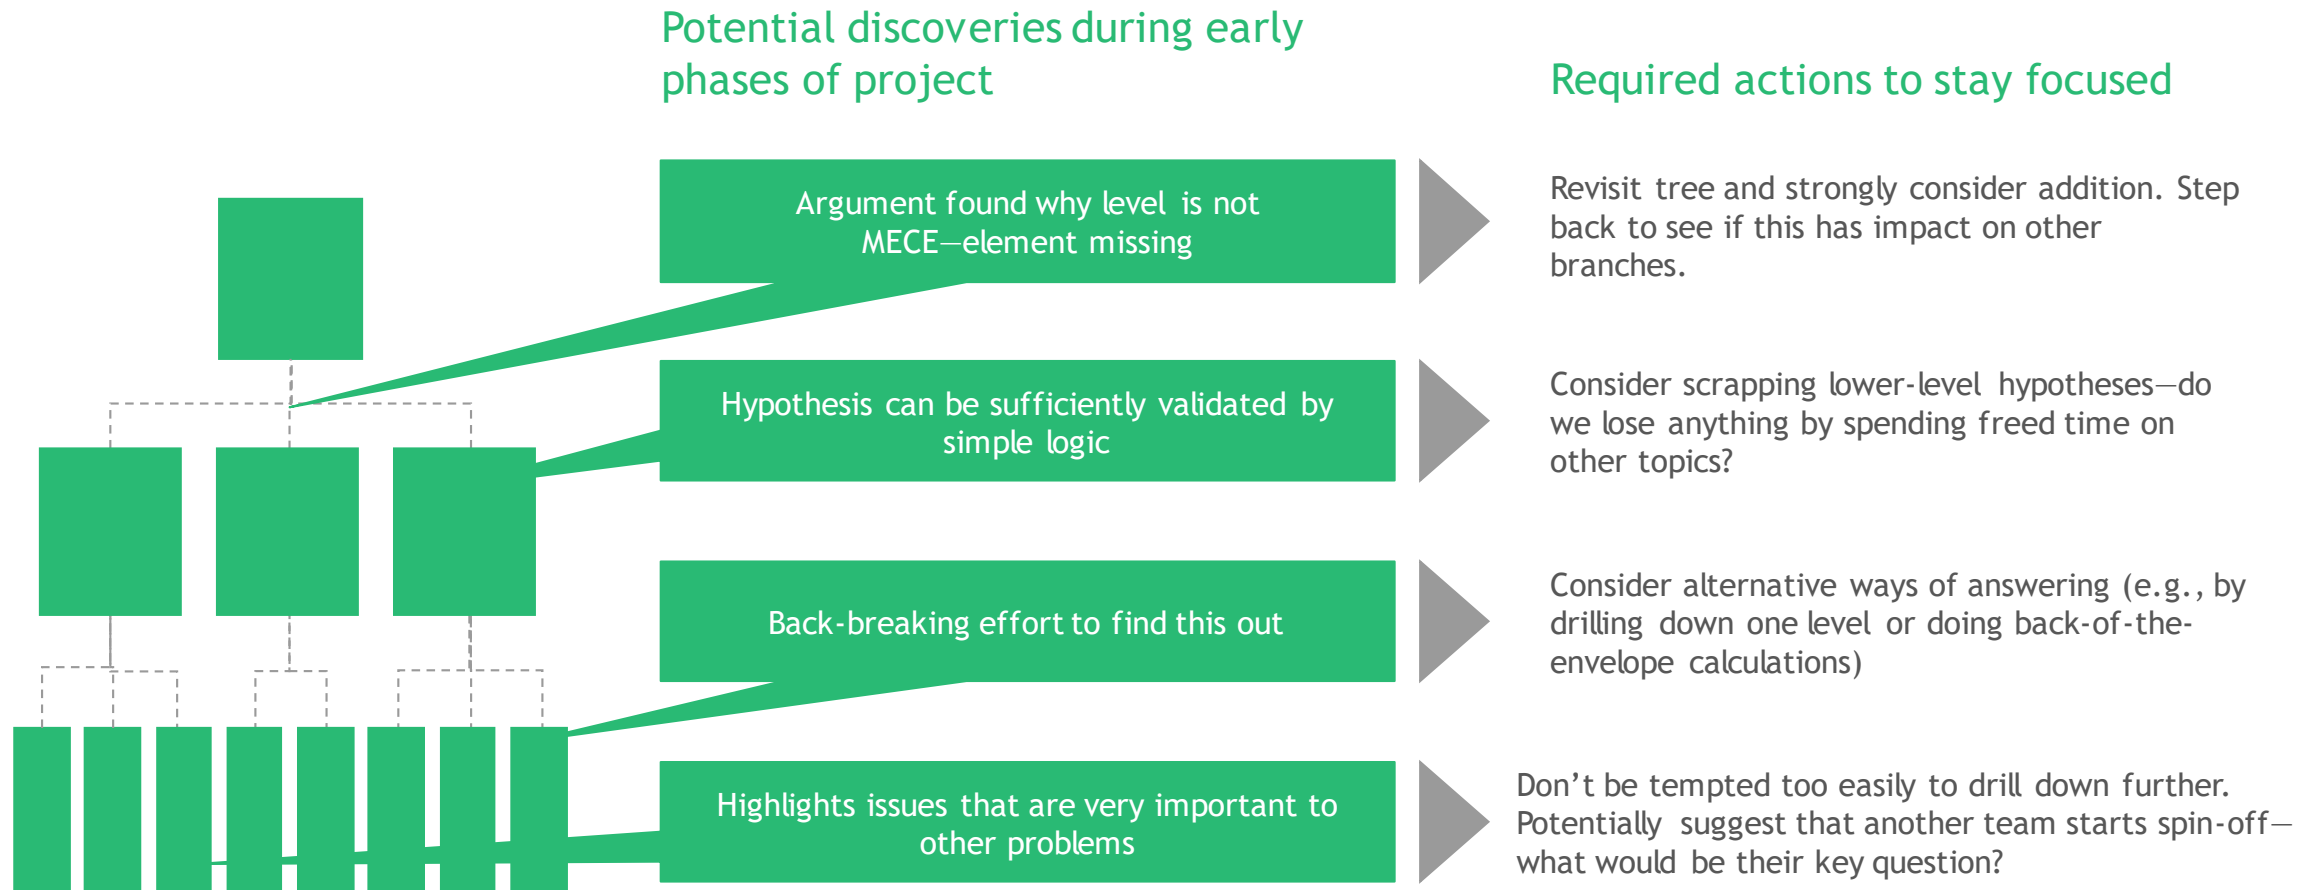 Potential discoveries during early
phases of project
Required actions to stay focused
Argument found why level is not
MECE—element missing
Revisit tree and strongly consider addition. Step
back to see if this has impact on other
branches.
Hypothesis can be sufficiently validated by
simple logic
Consider scrapping lower-level hypotheses—do
we lose anything by spending freed time on
other topics?
Back-breaking effort to find this out
Consider alternative ways of answering (e.g., by
drilling down one level or doing back-of-the-
envelope calculations)
Highlights issues that are very important to
other problems
Don’t be tempted too easily to drill down further.
Potentially suggest that another team starts spin-off—
what would be their key question?